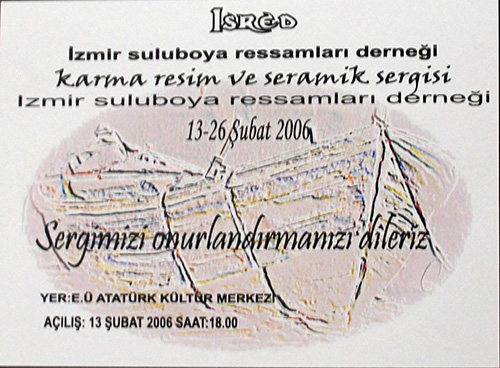 ISRED
İzmir suluboya ressamları derneği
karma resim ve seramik sergisi
Izmir suluboya ressamları derneği
13-26 Şubat 2006
Sergimizi onurlandırmanızı dileriz
YER:E.Ü ATATÜRK KÜLTÜR MERKEZİ
AÇILIŞ: 13 ŞUBAT 2006 SAAT:18.00